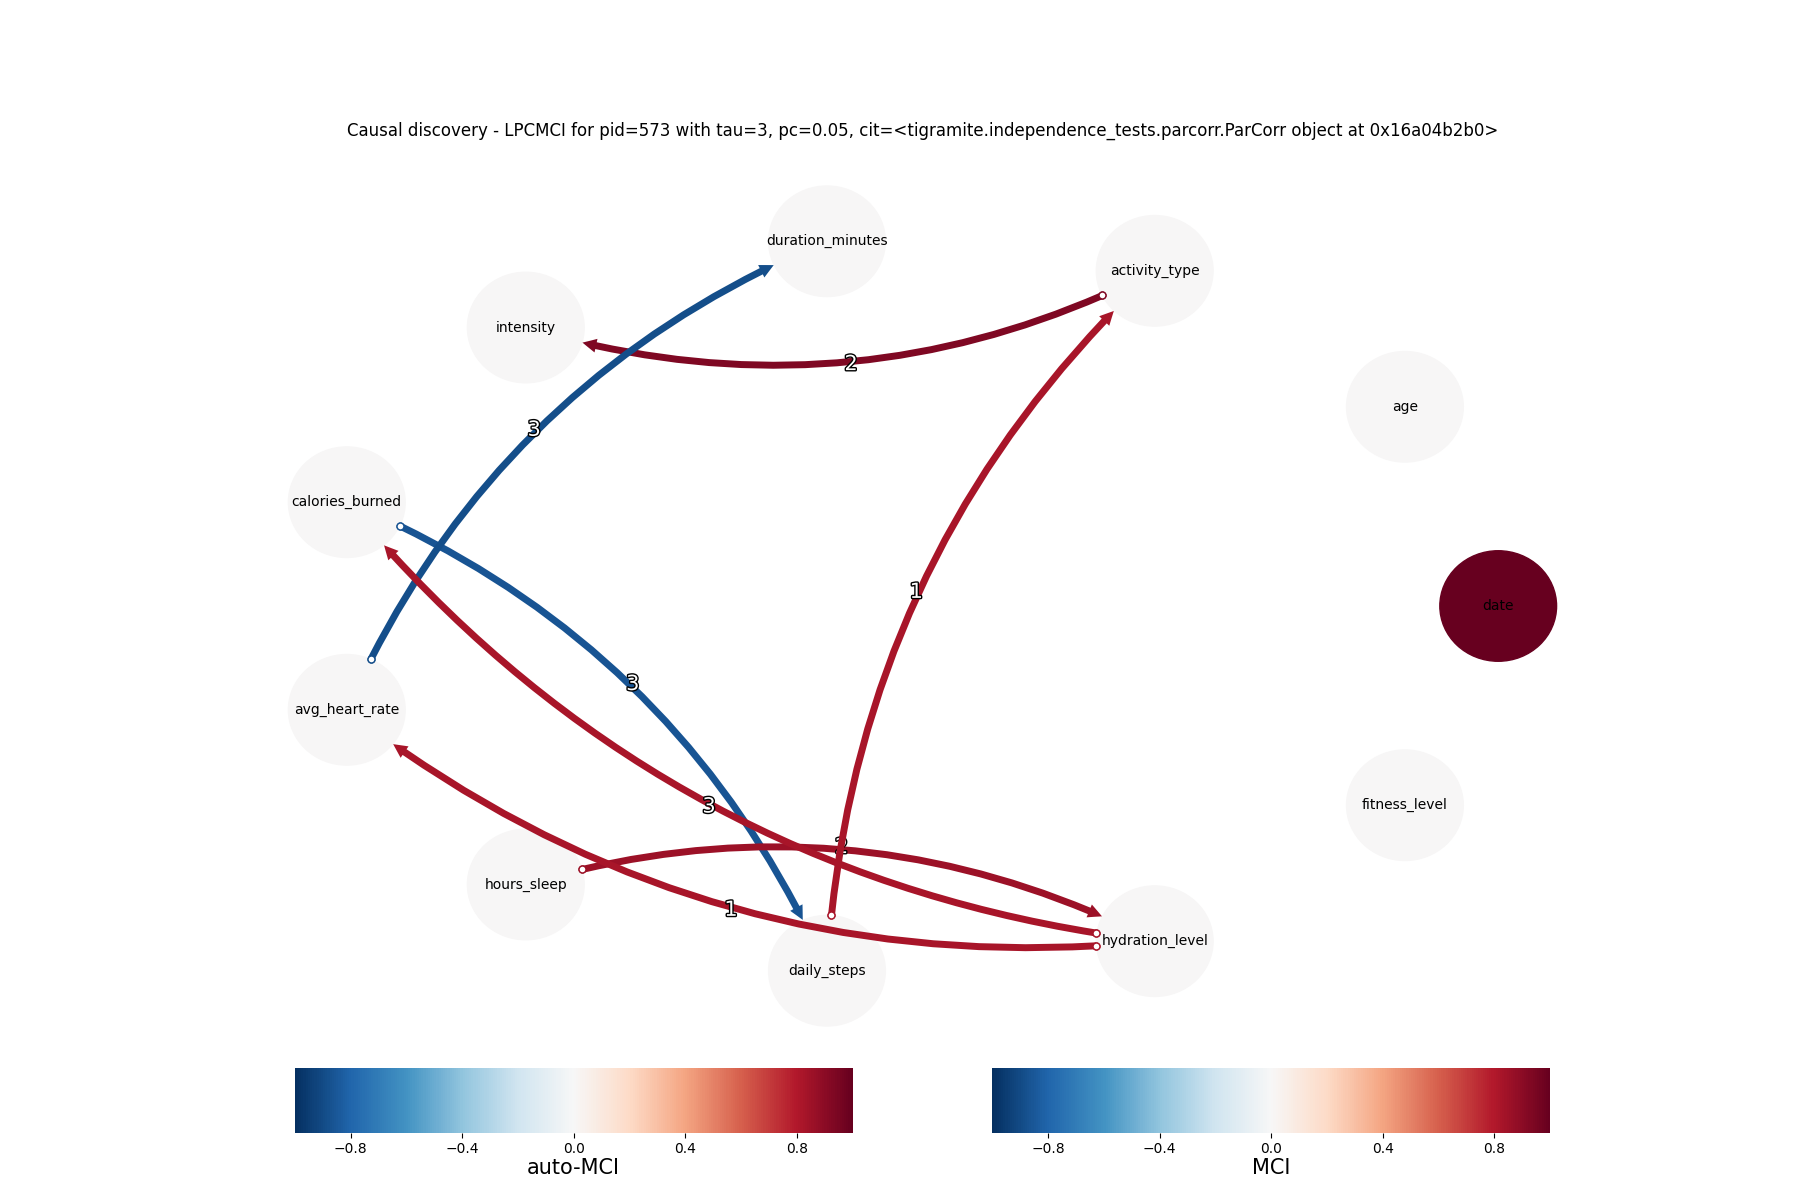 Causal discovery - LPCMCI for pid=573 with tau=3, pc=0.05, cit=<tigramite.independence_tests.parcorr.ParCorr object at 0x16a04b2b0>
duration_minutes
activity_type
intensity
2
age
3
calories_burned
1
date
3
avg_heart_rate
3
fitness_level
2
hours_sleep
1
hydration_level
daily_steps
−0.8 −0.4 0.0 0.4 0.8
auto-MCI
−0.8 −0.4 0.0 0.4 0.8
MCI